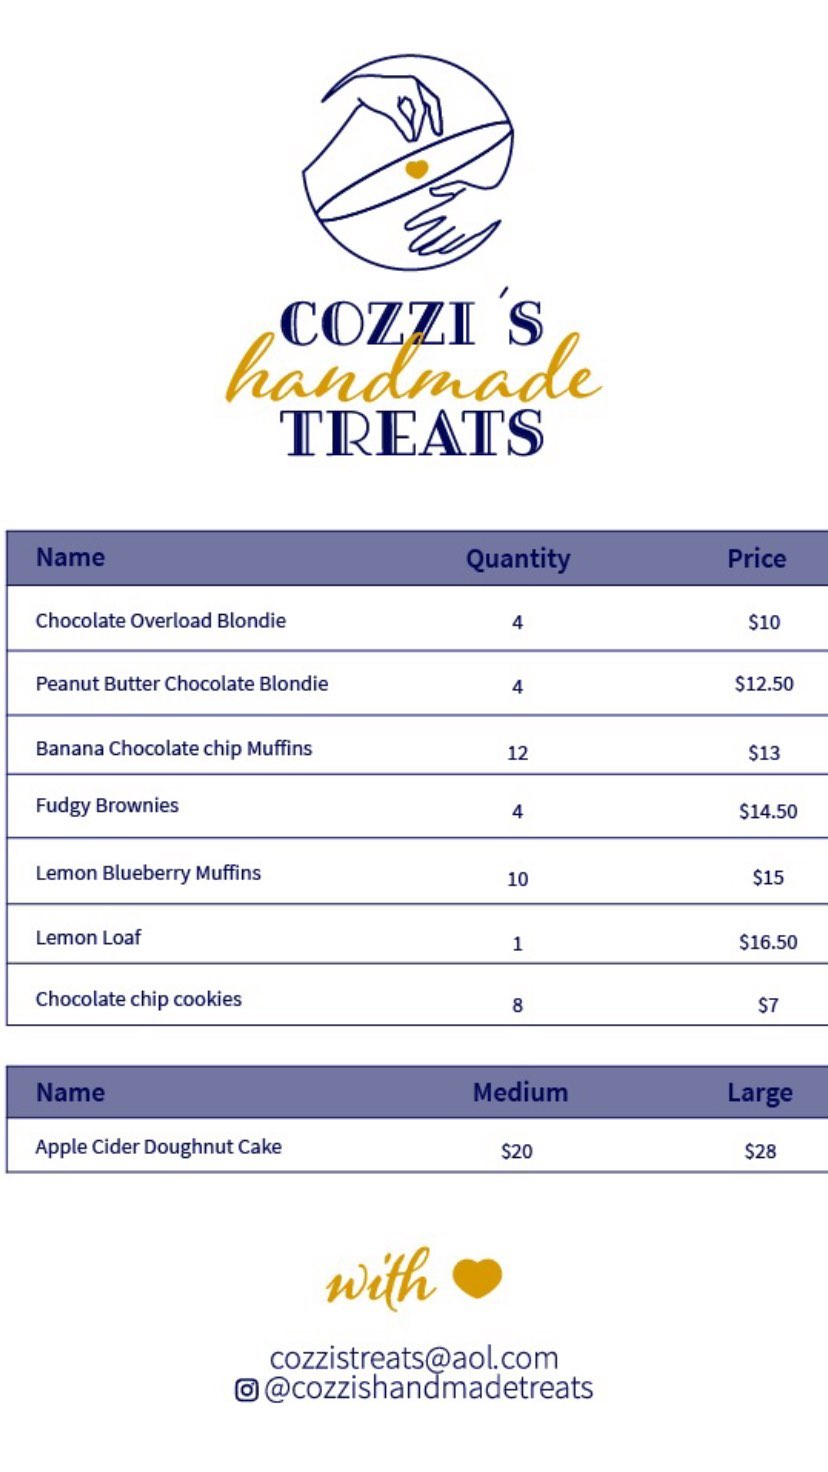 COZZI ´S
handmade
TREATS
Name Quantity Price
Chocolate Overload Blondie 4 $10
Peanut Butter Chocolate Blondie 4 $12.50
Banana Chocolate chip Muffins 12 $13
Fudgy Brownies 4 $14.50
Lemon Blueberry Muffins 10 $15
Lemon Loaf 1 $16.50
Chocolate chip cookies 8 $7
Name Medium Large
Apple Cider Doughnut Cake $20 $28
with
cozzistreats@aol.com
@cozzishandmadetreats